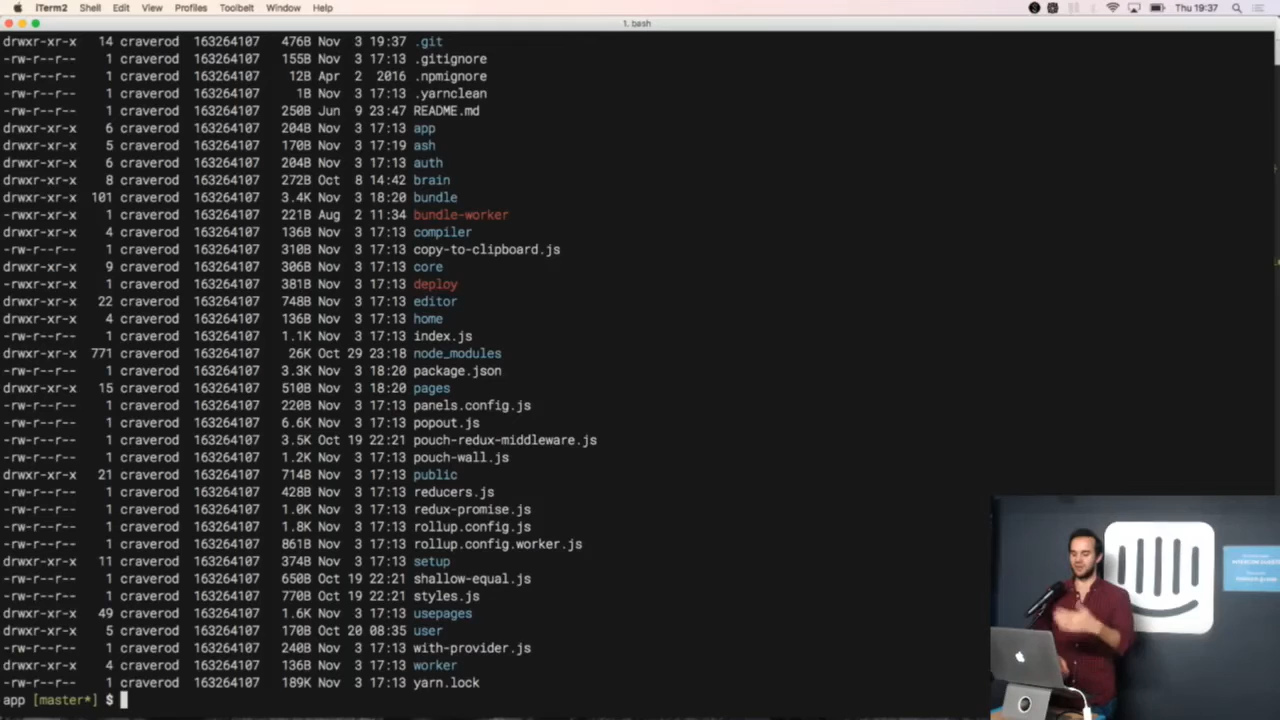 iTerm2 Shell Edit View Profiles Toolbelt Window Help Thu 19:37
1. bash
drwxr-xr-x 14 craverod 163264107 476B Nov 3 19:37 .git
-rw-r--r-- 1 craverod 163264107 155B Nov 3 17:13 .gitignore
-rw-r--r-- 1 craverod 163264107 12B Apr 2 2016 .npmignore
-rw-r--r-- 1 craverod 163264107 1B Nov 3 17:13 .yarnclean
-rw-r--r-- 1 craverod 163264107 250B Jun 9 23:47 README.md
drwxr-xr-x 6 craverod 163264107 204B Nov 3 17:13 app
drwxr-xr-x 5 craverod 163264107 170B Nov 3 17:19 ash
drwxr-xr-x 6 craverod 163264107 204B Nov 3 17:13 auth
drwxr-xr-x 8 craverod 163264107 272B Oct 8 14:42 brain
drwxr-xr-x 101 craverod 163264107 3.4K Nov 3 18:20 bundle
-rwxr-xr-x 1 craverod 163264107 221B Aug 2 11:34 bundle-worker
drwxr-xr-x 4 craverod 163264107 136B Nov 3 17:13 compiler
-rw-r--r-- 1 craverod 163264107 310B Nov 3 17:13 copy-to-clipboard.js
drwxr-xr-x 9 craverod 163264107 306B Nov 3 17:13 core
-rwxr-xr-x 1 craverod 163264107 381B Nov 3 17:13 deploy
drwxr-xr-x 22 craverod 163264107 748B Nov 3 17:13 editor
drwxr-xr-x 4 craverod 163264107 136B Nov 3 17:13 home
-rw-r--r-- 1 craverod 163264107 1.1K Nov 3 17:13 index.js
drwxr-xr-x 771 craverod 163264107 26K Oct 29 23:18 node_modules
-rw-r--r-- 1 craverod 163264107 3.3K Nov 3 18:20 package.json
drwxr-xr-x 15 craverod 163264107 510B Nov 3 18:20 pages
-rw-r--r-- 1 craverod 163264107 220B Nov 3 17:13 panels.config.js
-rw-r--r-- 1 craverod 163264107 6.6K Nov 3 17:13 popout.js
-rw-r--r-- 1 craverod 163264107 3.5K Oct 19 22:21 pouch-redux-middleware.js
-rw-r--r-- 1 craverod 163264107 1.2K Nov 3 17:13 pouch-wall.js
drwxr-xr-x 21 craverod 163264107 714B Nov 3 17:13 public
-rw-r--r-- 1 craverod 163264107 428B Nov 3 17:13 reducers.js
-rw-r--r-- 1 craverod 163264107 1.0K Nov 3 17:13 redux-promise.js
-rw-r--r-- 1 craverod 163264107 1.8K Nov 3 17:13 rollup.config.js
-rw-r--r-- 1 craverod 163264107 861B Nov 3 17:13 rollup.config.worker.js
drwxr-xr-x 11 craverod 163264107 374B Nov 3 17:13 setup
-rw-r--r-- 1 craverod 163264107 650B Oct 19 22:21 shallow-equal.js
-rw-r--r-- 1 craverod 163264107 770B Oct 19 22:21 styles.js
drwxr-xr-x 49 craverod 163264107 1.6K Nov 3 17:13 usepages
drwxr-xr-x 5 craverod 163264107 170B Oct 20 08:35 user
-rw-r--r-- 1 craverod 163264107 240B Nov 3 17:13 with-provider.js
drwxr-xr-x 4 craverod 163264107 136B Nov 3 17:13 worker
-rw-r--r-- 1 craverod 163264107 189K Nov 3 17:13 yarn.lock
app [master*] $